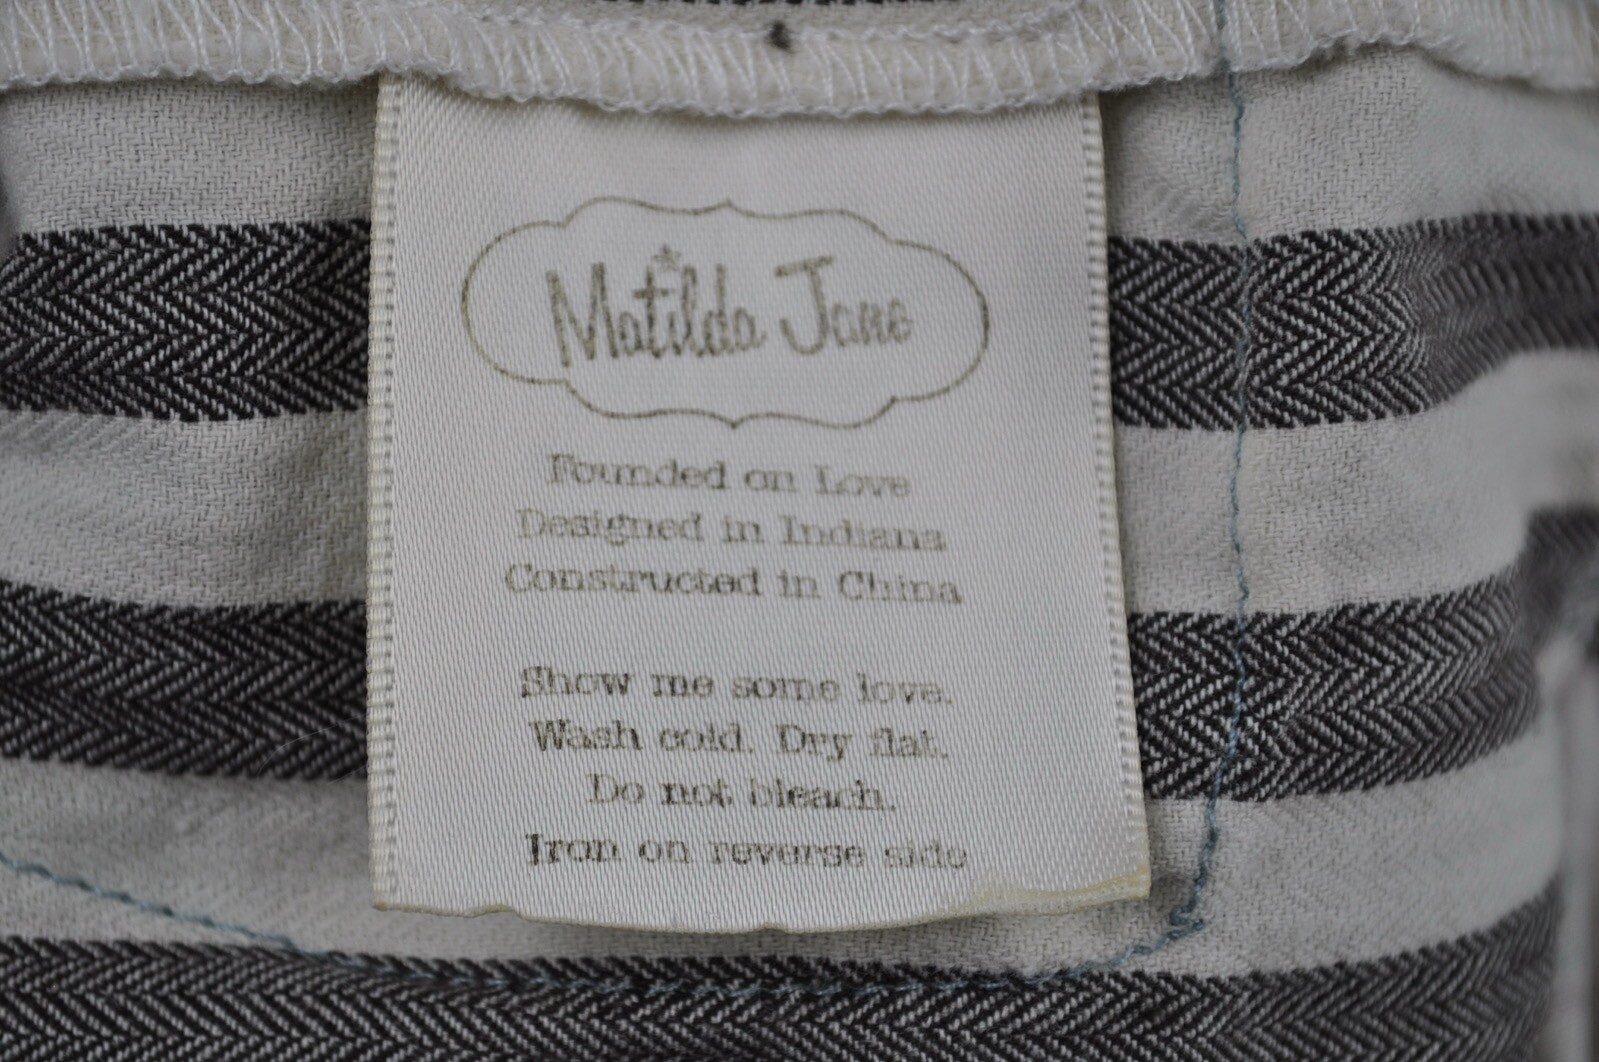 Matilda Jane
Founded on Love
Designed in Indiana
Constructed in China
Show me some love.
Wash cold. Dry flat.
Do not bleach.
Iron on reverse side